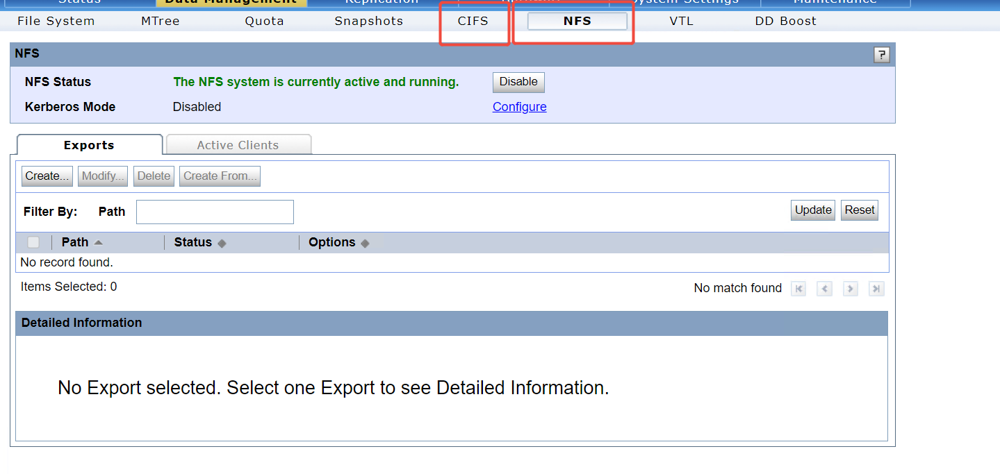 Status Data Management Replication Hardware System Settings Maintenance
File System MTree Quota Snapshots CIFS NFS VTL DD Boost
NFS ?
NFS Status The NFS system is currently active and running. Disable
Kerberos Mode Disabled Configure
Exports Active Clients
Create... Modify... Delete Create From...
Filter By: Path Update Reset
Path Status Options
No record found.
Items Selected: 0 No match found
Detailed Information
No Export selected. Select one Export to see Detailed Information.